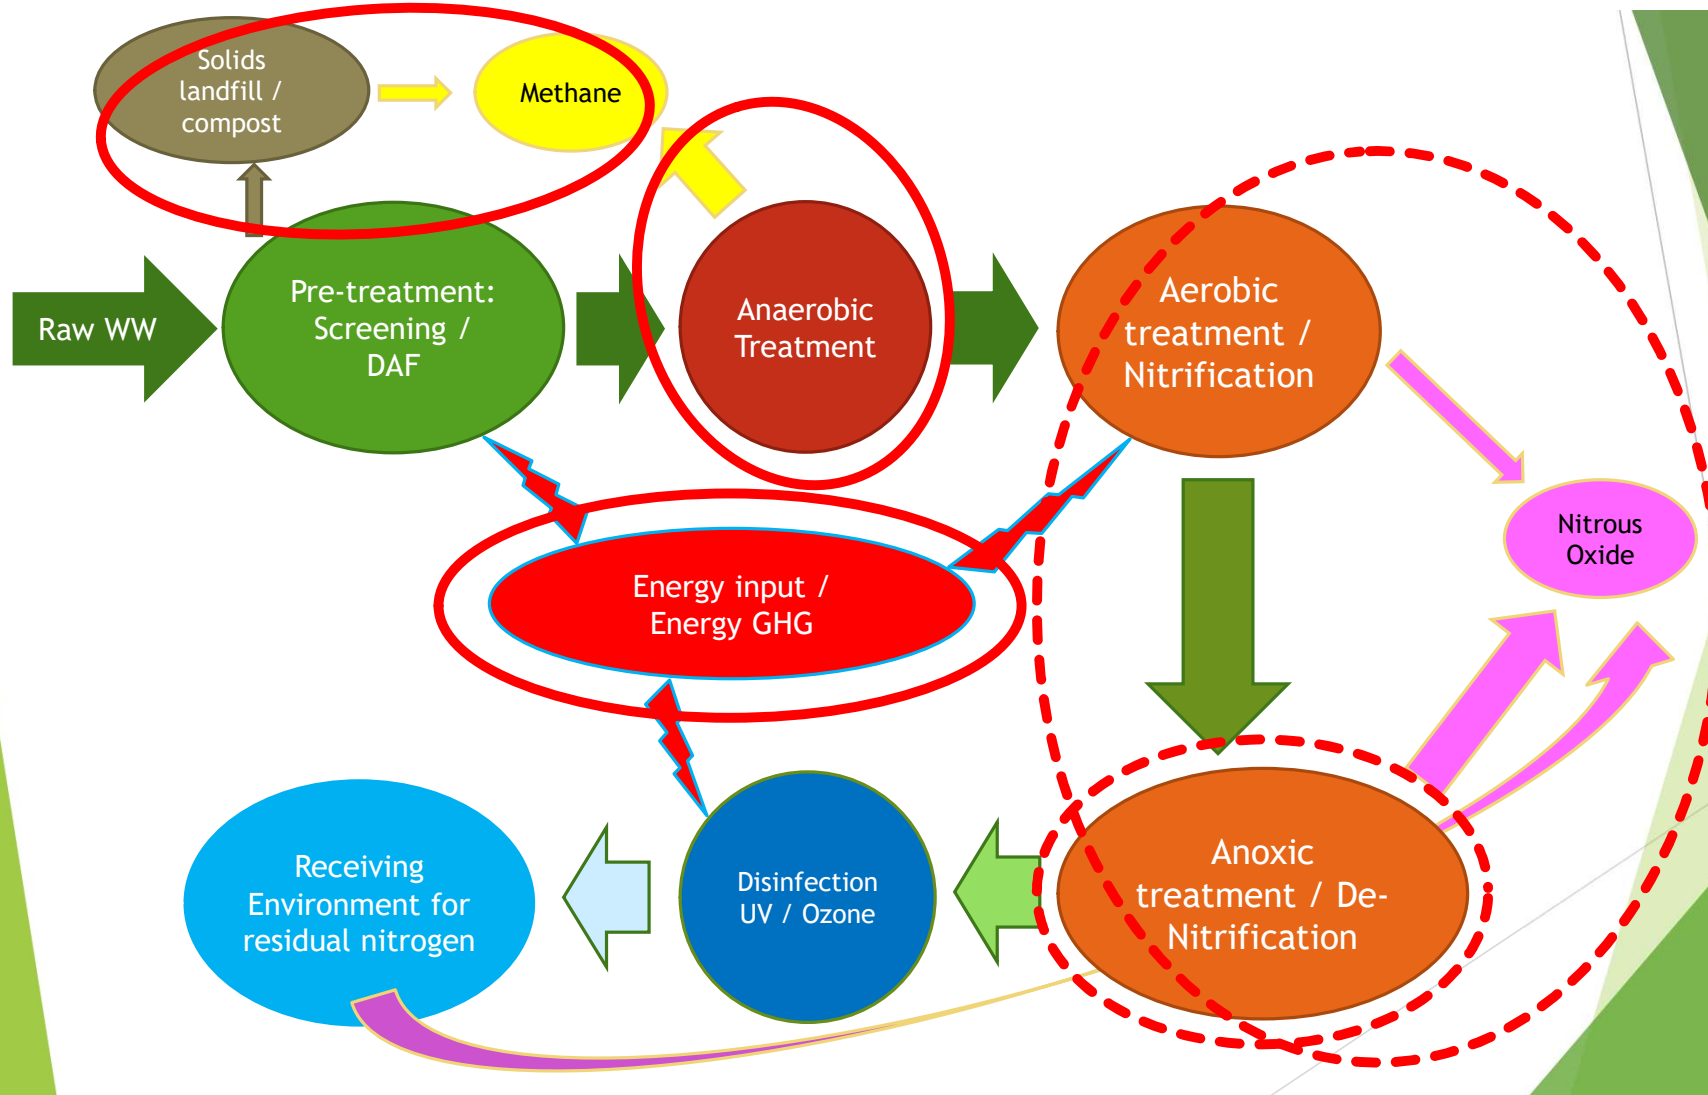 Solids
landfill /
compost
Methane
Raw WW
Pre-treatment:
Screening /
DAF
Anaerobic
Treatment
Aerobic
treatment /
Nitrification
Nitrous
Oxide
Energy input /
Energy GHG
Receiving
Environment for
residual nitrogen
Disinfection
UV / Ozone
Anoxic
treatment / De-
Nitrification